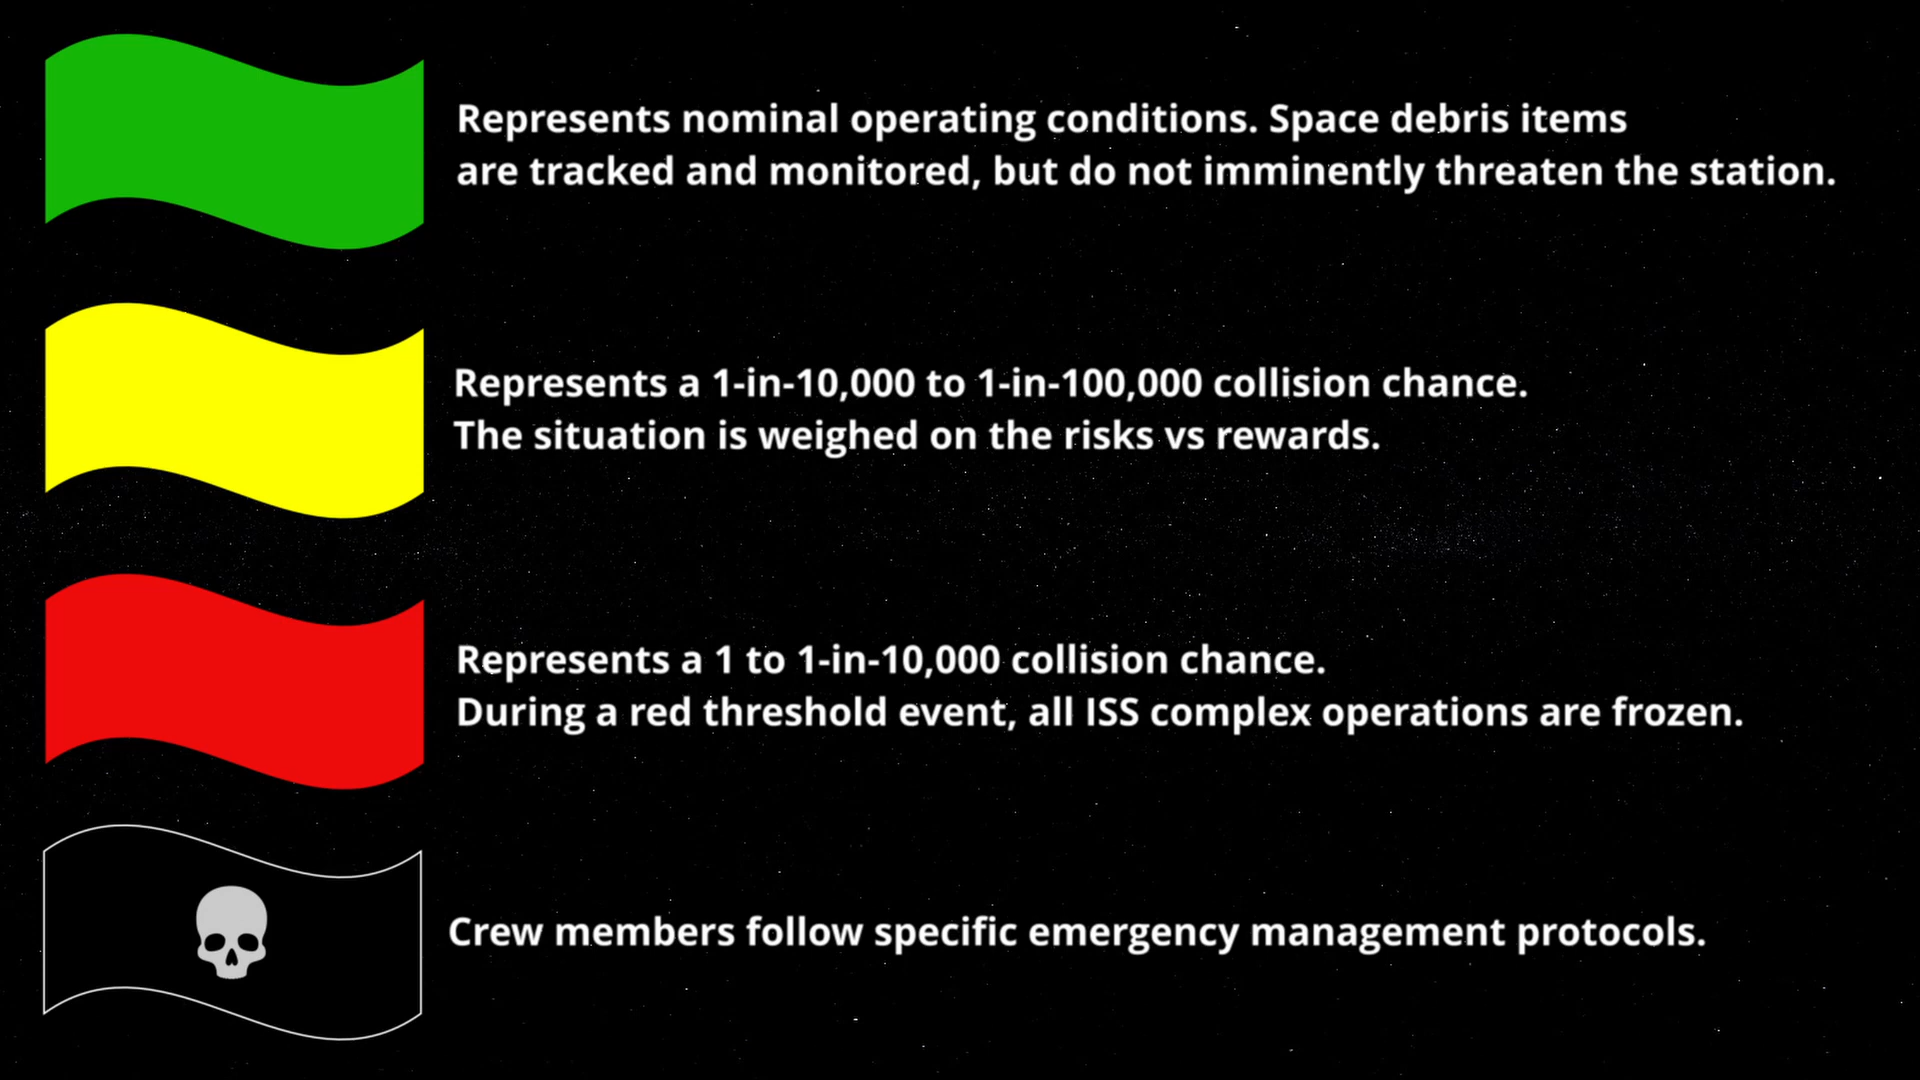 Represents nominal operating conditions. Space debris items
are tracked and monitored, but do not imminently threaten the station.
Represents a 1-in-10,000 to 1-in-100,000 collision chance.
The situation is weighed on the risks vs rewards.
Represents a 1 to 1-in-10,000 collision chance.
During a red threshold event, all ISS complex operations are frozen.
Crew members follow specific emergency management protocols.